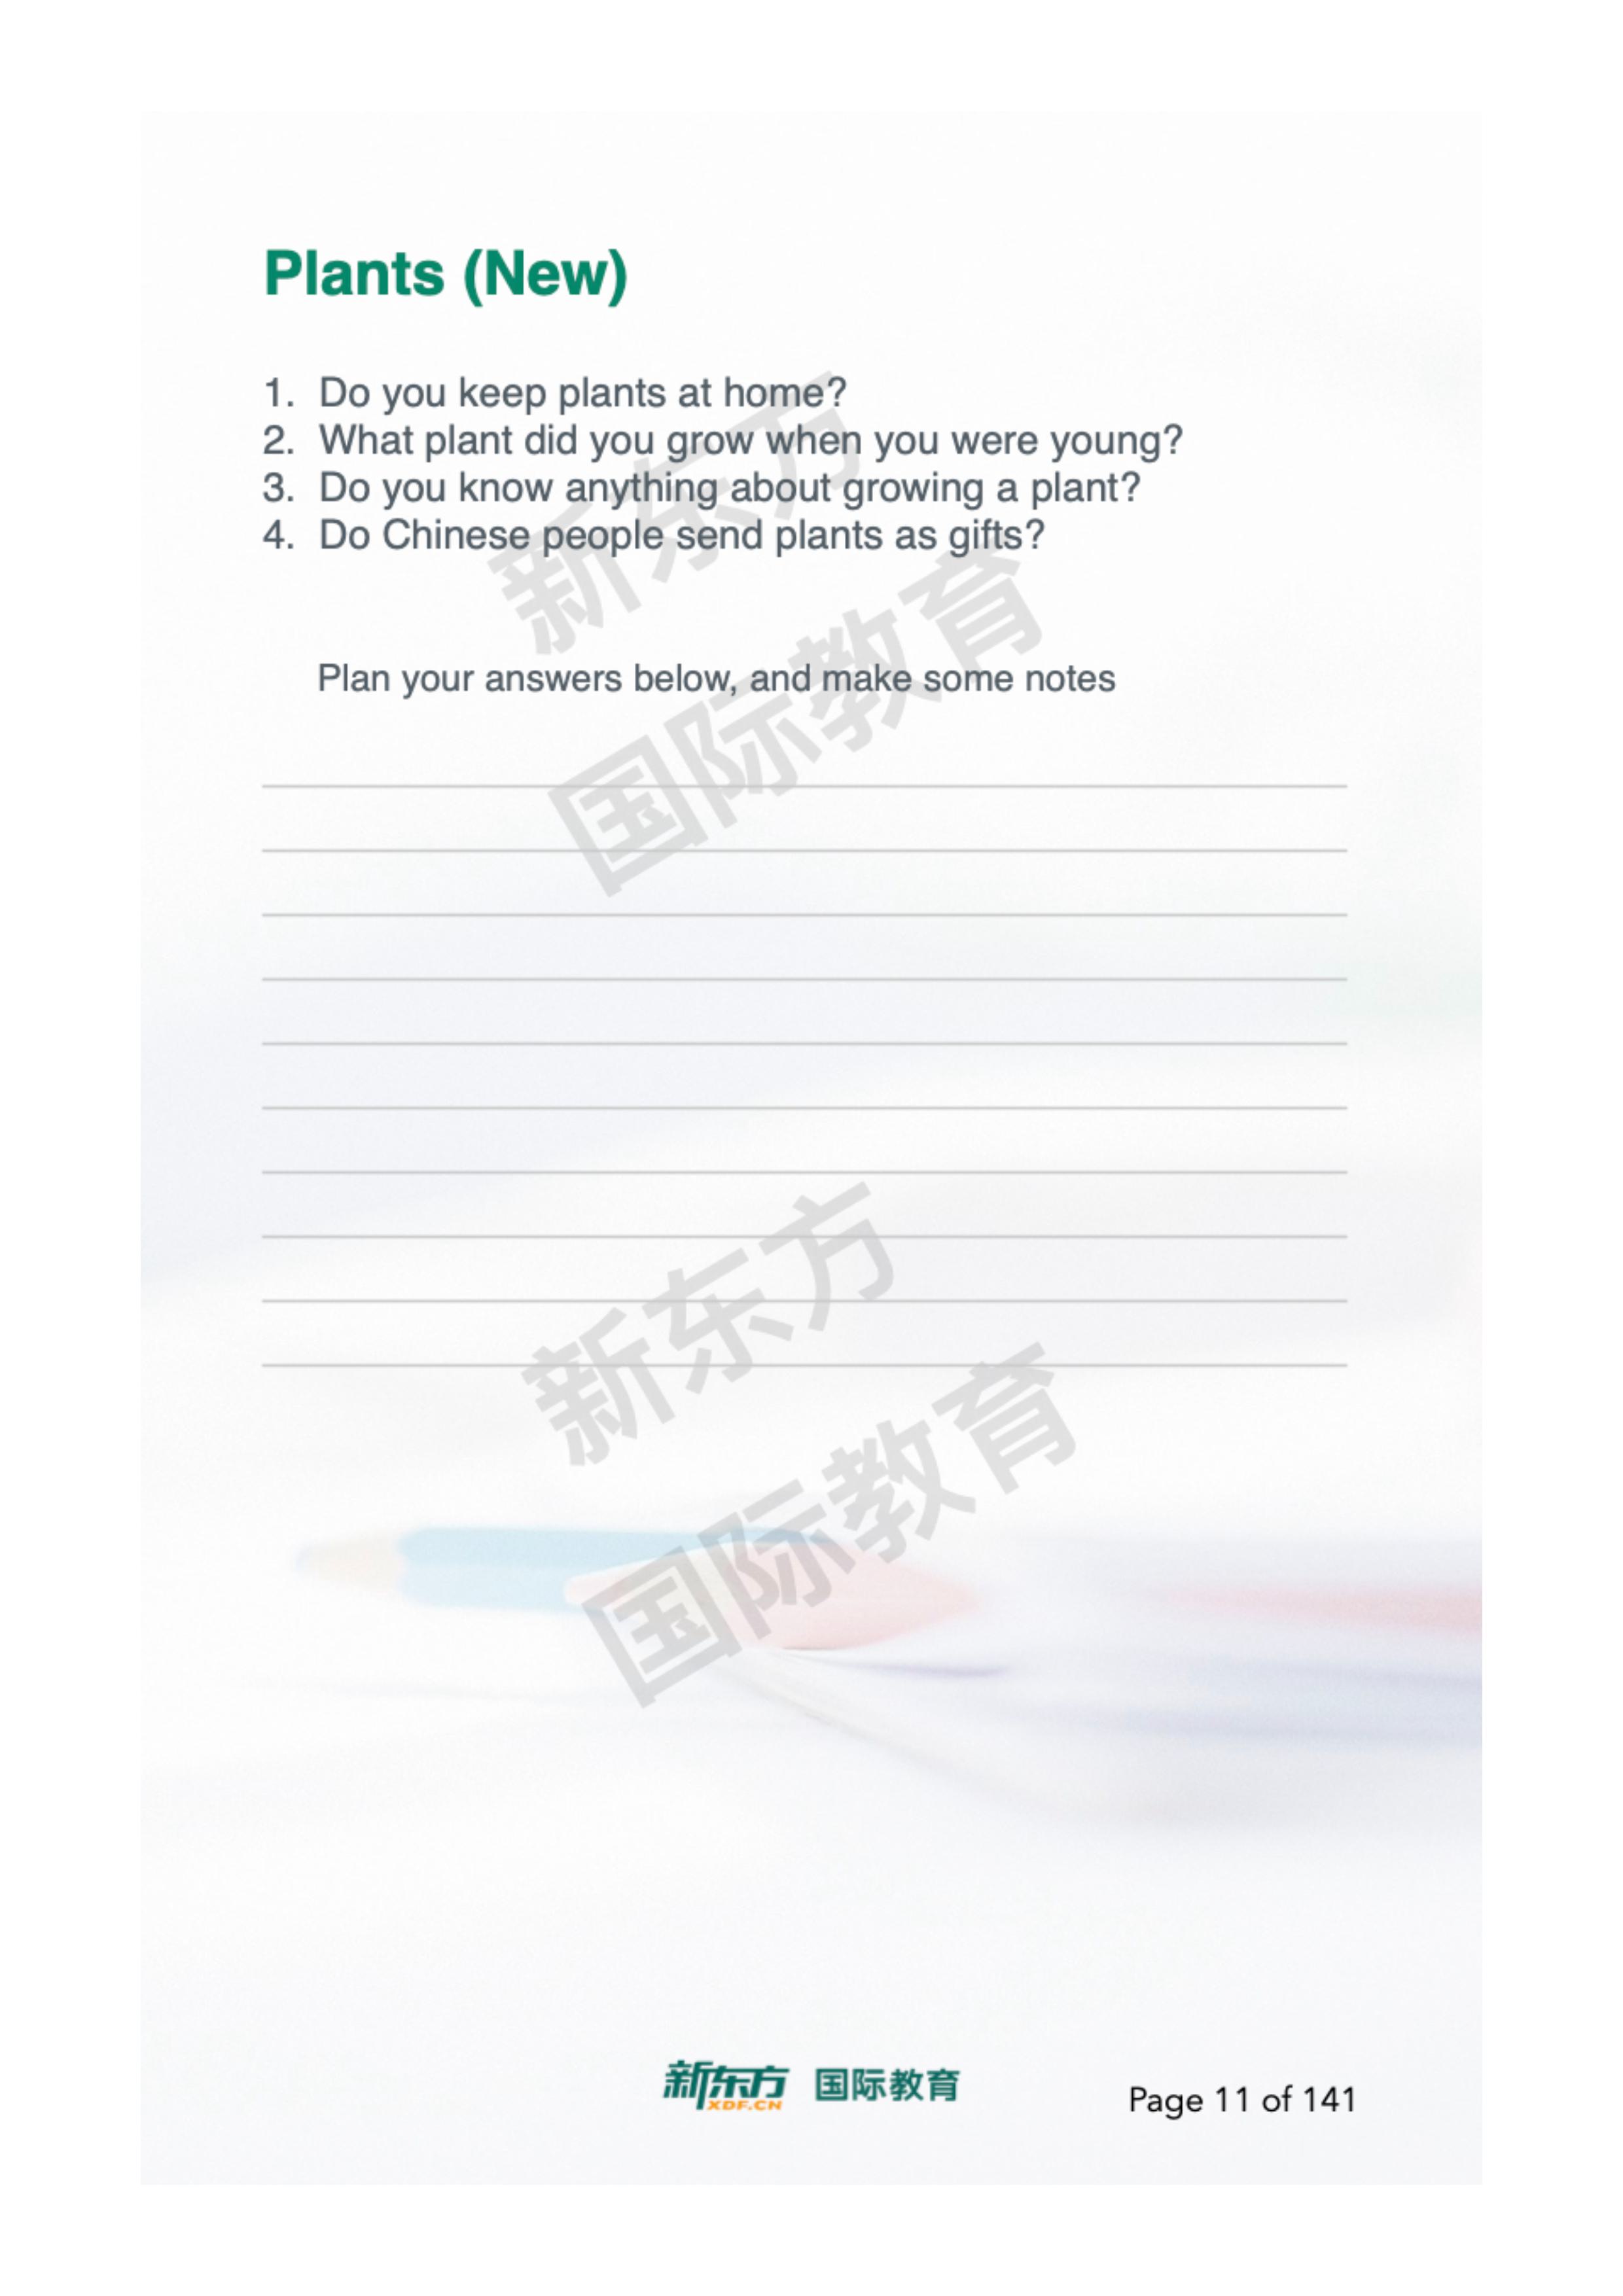 Plants (New)
1. Do you keep plants at home?
2. What plant did you grow when you were young?
3. Do you know anything about growing a plant?
4. Do Chinese people send plants as gifts?
新东方
国际教育
Plan your answers below, and make some notes
新东方
国际教育
新东方 国际教育
XDF.CN
Page 11 of 141